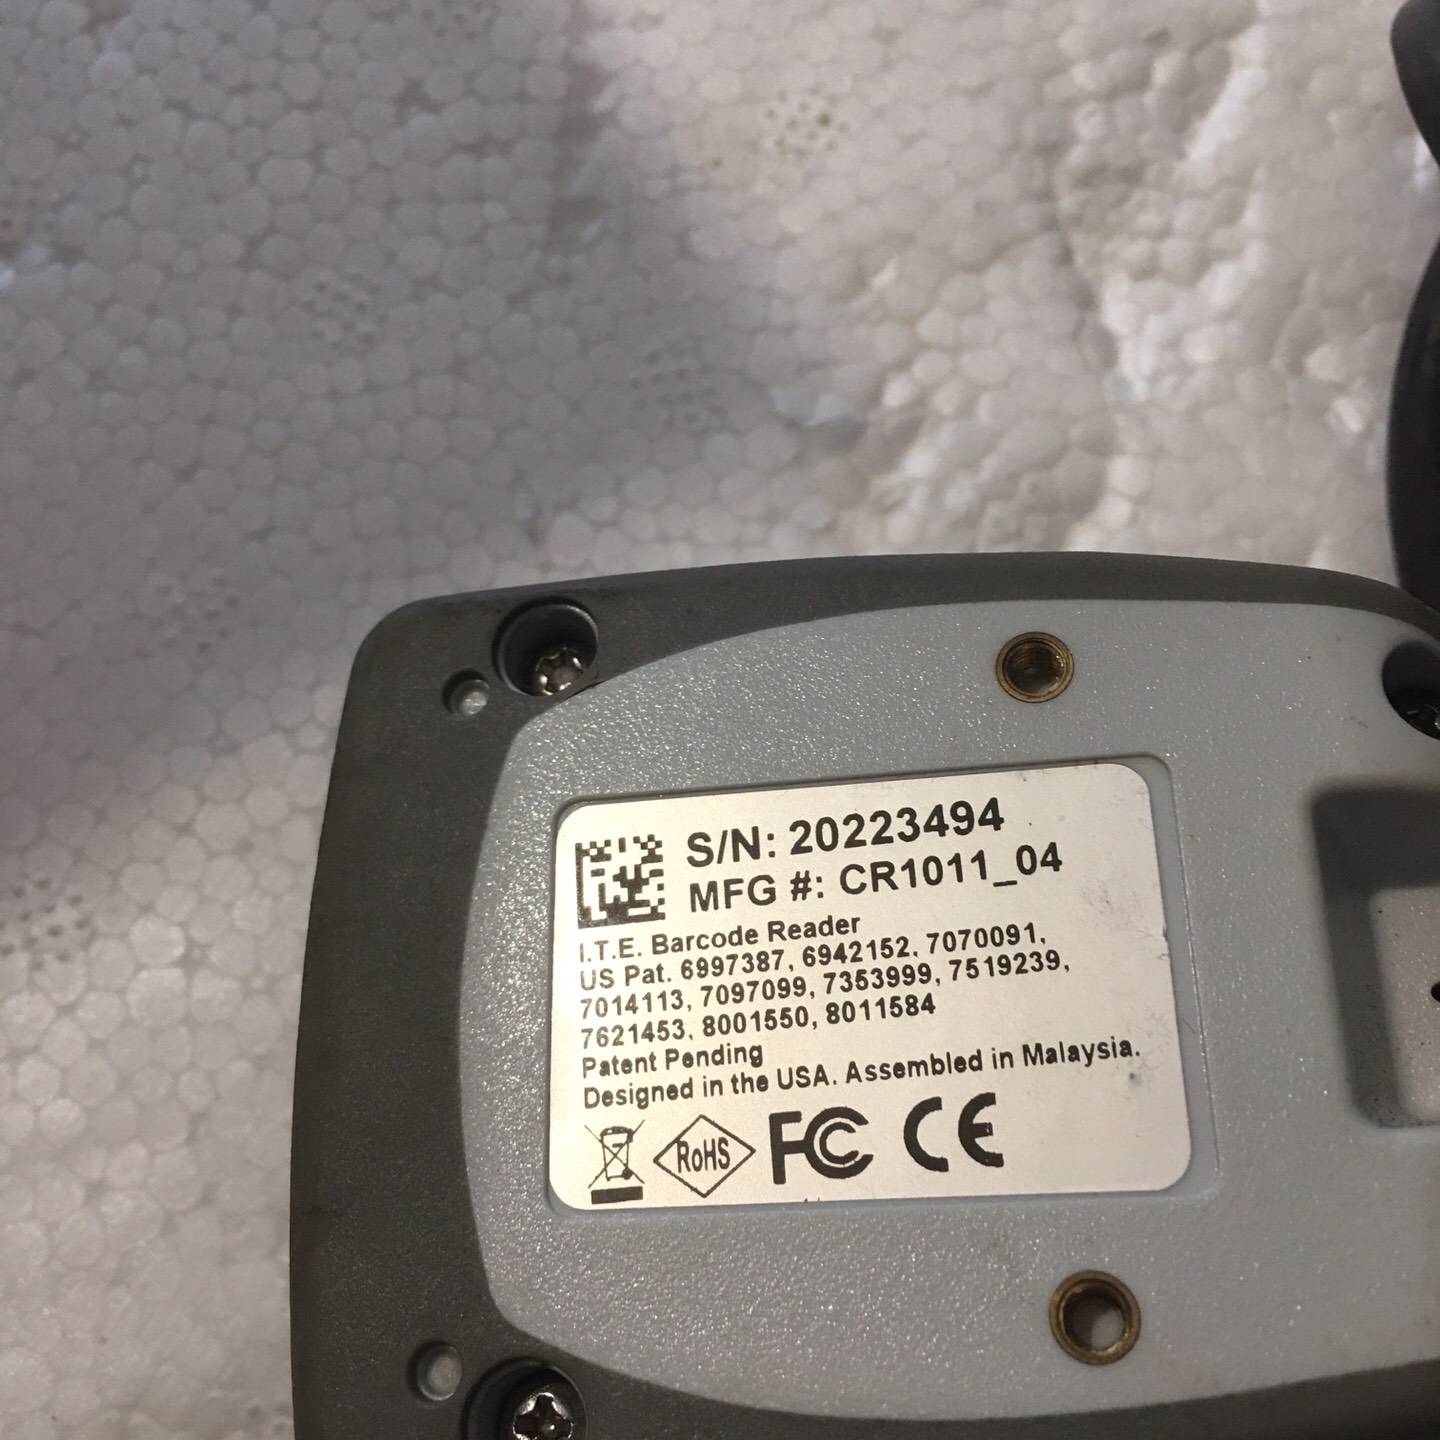 S/N: 20223494
MFG #: CR1011_04
I.T.E. Barcode Reader
US Pat. 6997387, 6942152, 7070091,
7014113, 7097099, 7353999, 7519239,
7621453, 8001550, 8011584
Patent Pending
Designed in the USA. Assembled in Malaysia.
RoHS FC CE